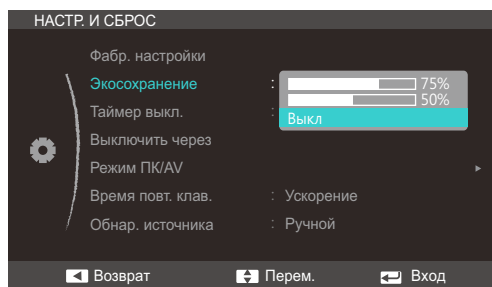 НАСТР. И СБРОС
Фабр. настройки
Экосохранение : 75%
50%
Таймер выкл. : Выкл
Выключить через
Режим ПК/AV
Время повт. клав. : Ускорение
Обнар. источника : Ручной
Возврат Перем. Вход